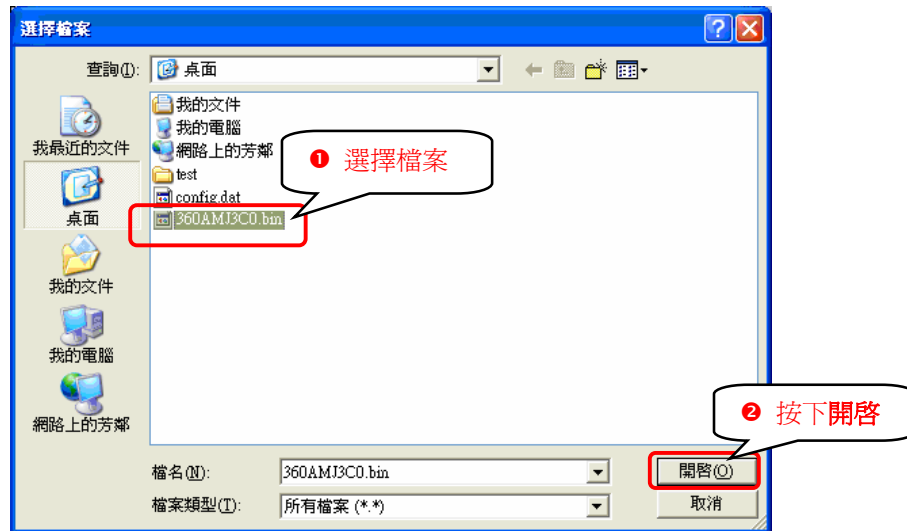 選擇檔案
查詢(I): 桌面
我最近的文件
桌面
我的文件
我的電腦
網路上的芳鄰
我的文件
我的電腦
網路上的芳鄰
test
config.dat
360AMJ3C0.bin
❶ 選擇檔案
❷ 按下開啓
檔名(N): 360AMJ3C0.bin 開啓(O)
檔案類型(T): 所有檔案 (*.*) 取消